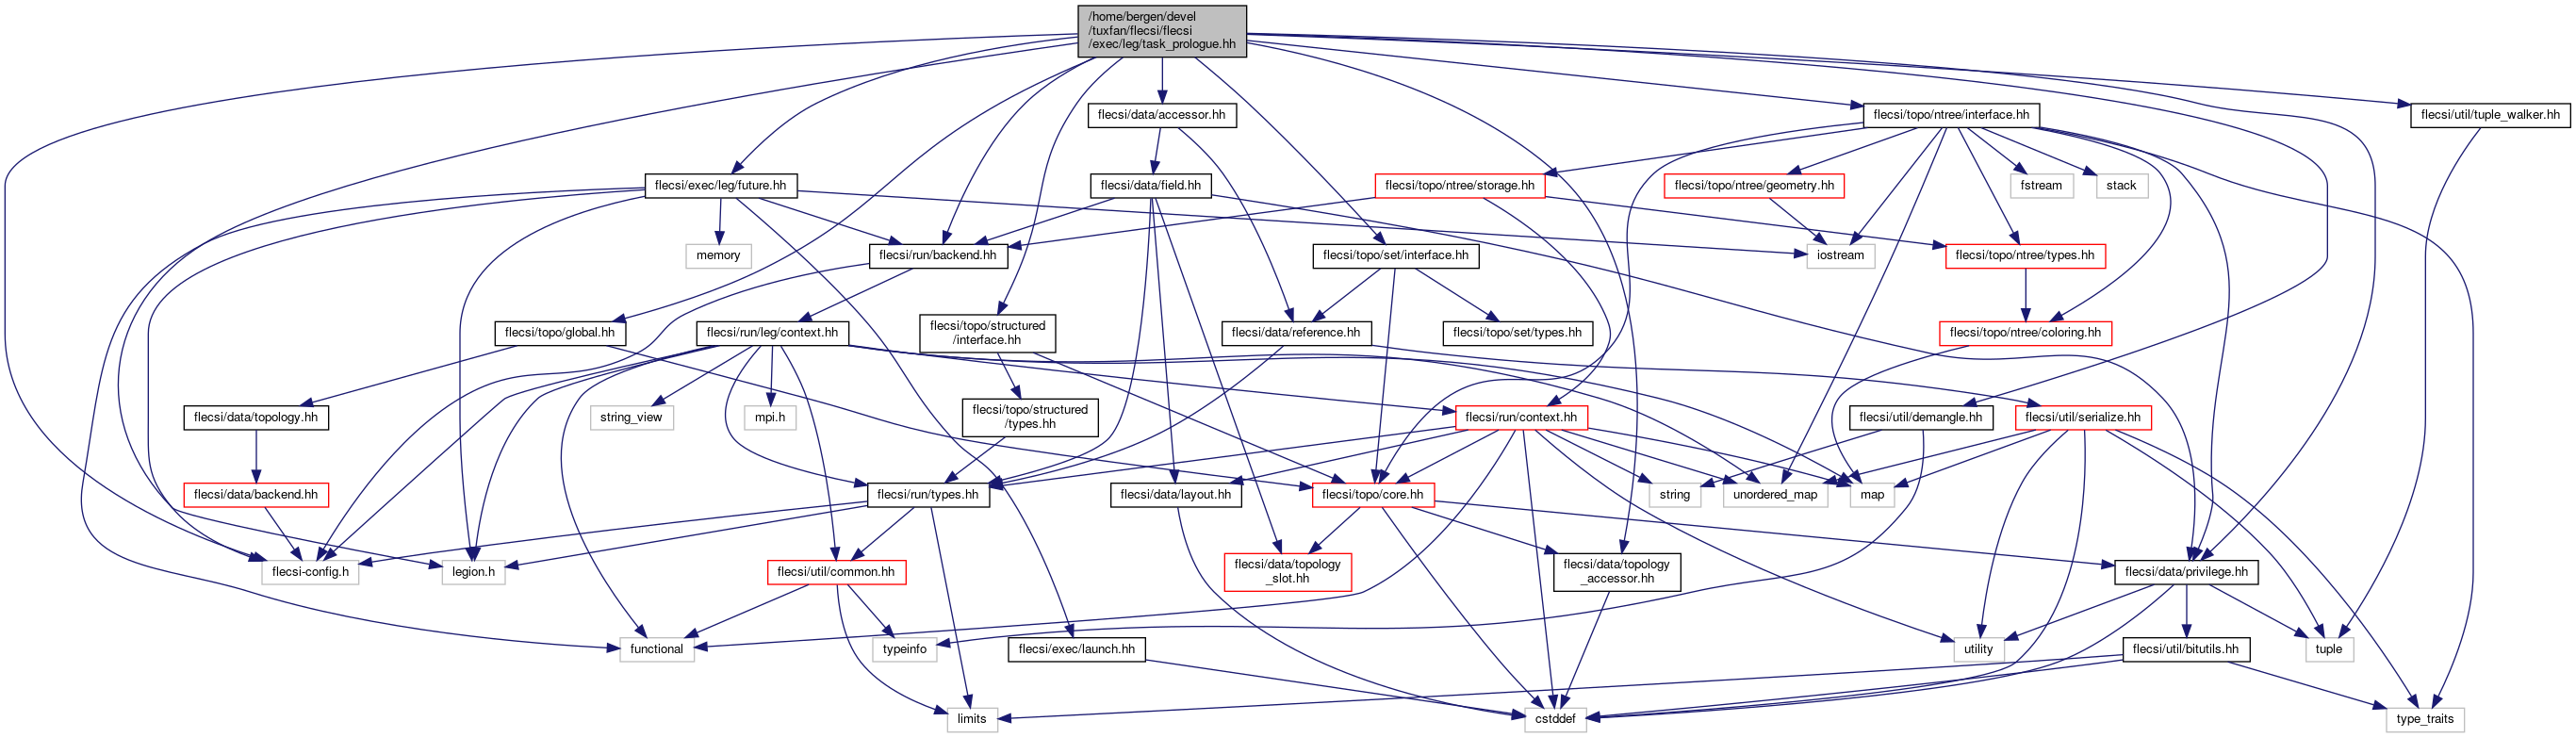 /home/bergen/devel
/tuxfan/flecsi/flecsi
/exec/leg/task_prologue.hh
flecsi/data/accessor.hh
flecsi/topo/ntree/interface.hh
flecsi/util/tuple_walker.hh
flecsi/exec/leg/future.hh
flecsi/data/field.hh
flecsi/topo/ntree/storage.hh
flecsi/topo/ntree/geometry.hh
fstream
stack
memory
flecsi/run/backend.hh
flecsi/topo/set/interface.hh
iostream
flecsi/topo/ntree/types.hh
flecsi/topo/global.hh
flecsi/run/leg/context.hh
flecsi/topo/structured
/interface.hh
flecsi/data/reference.hh
flecsi/topo/set/types.hh
flecsi/topo/ntree/coloring.hh
flecsi/data/topology.hh
string_view
mpi.h
flecsi/topo/structured
/types.hh
flecsi/run/context.hh
flecsi/util/demangle.hh
flecsi/util/serialize.hh
flecsi/data/backend.hh
flecsi/run/types.hh
flecsi/data/layout.hh
flecsi/topo/core.hh
string
unordered_map
map
flecsi-config.h
legion.h
flecsi/util/common.hh
flecsi/data/topology
_slot.hh
flecsi/data/topology
_accessor.hh
flecsi/data/privilege.hh
functional
typeinfo
flecsi/exec/launch.hh
utility
flecsi/util/bitutils.hh
tuple
limits
cstddef
type_traits